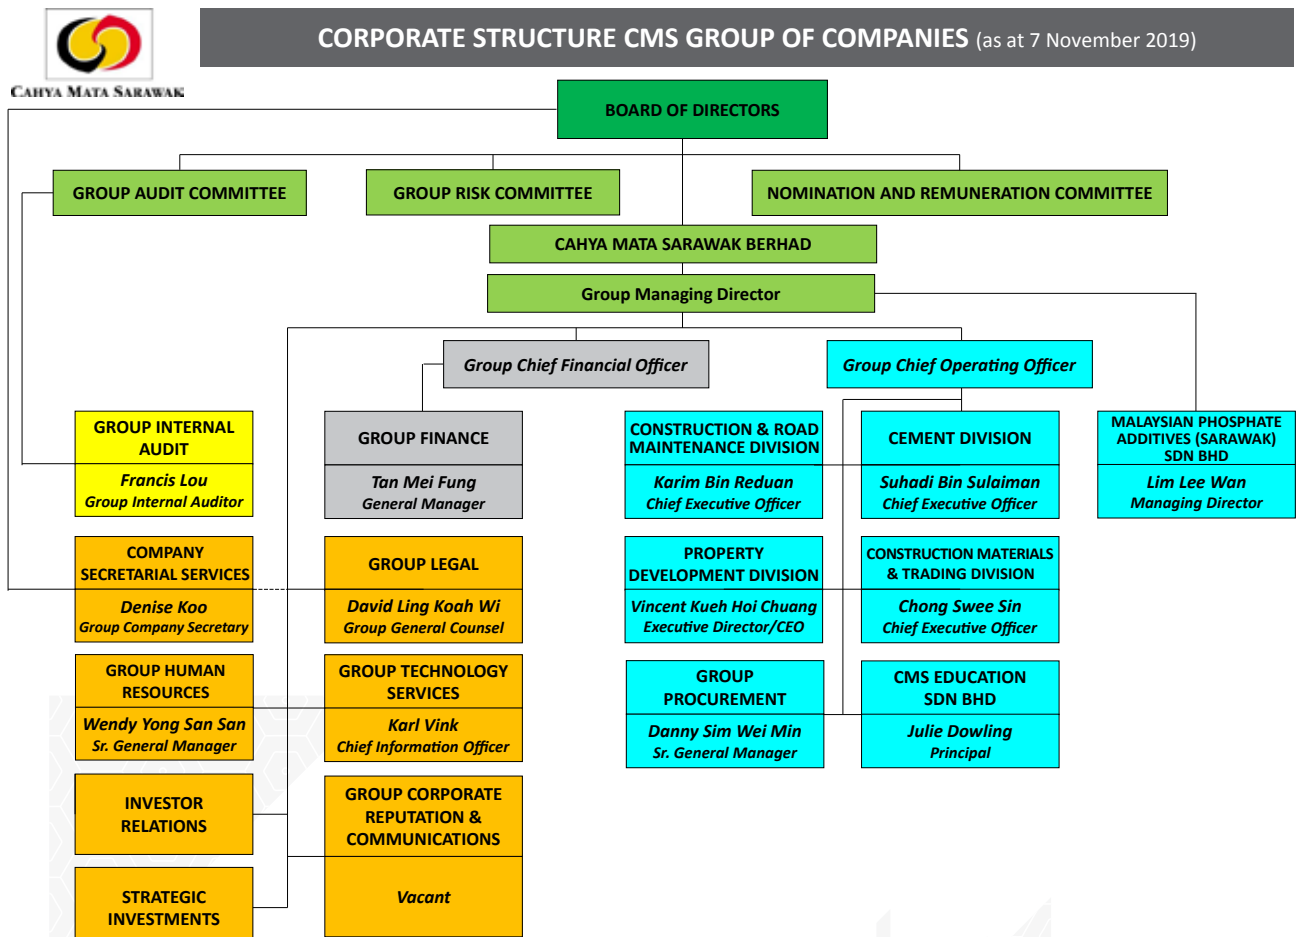 CORPORATE STRUCTURE CMS GROUP OF COMPANIES (as at 7 November 2019)
CAHYA MATA SARAWAK
BOARD OF DIRECTORS
GROUP AUDIT COMMITTEE
GROUP RISK COMMITTEE
NOMINATION AND REMUNERATION COMMITTEE
CAHYA MATA SARAWAK BERHAD
Group Managing Director
Group Chief Financial Officer
Group Chief Operating Officer
GROUP INTERNAL
AUDIT
Francis Lou
Group Internal Auditor
GROUP FINANCE
Tan Mei Fung
General Manager
CONSTRUCTION & ROAD
MAINTENANCE DIVISION
Karim Bin Reduan
Chief Executive Officer
CEMENT DIVISION
Suhadi Bin Sulaiman
Chief Executive Officer
MALAYSIAN PHOSPHATE
ADDITIVES (SARAWAK)
SDN BHD
Lim Lee Wan
Managing Director
COMPANY
SECRETARIAL SERVICES
Denise Koo
Group Company Secretary
GROUP LEGAL
David Ling Koah Wi
Group General Counsel
PROPERTY
DEVELOPMENT DIVISION
Vincent Kueh Hoi Chuang
Executive Director/CEO
CONSTRUCTION MATERIALS
& TRADING DIVISION
Chong Swee Sin
Chief Executive Officer
GROUP HUMAN
RESOURCES
Wendy Yong San San
Sr. General Manager
GROUP TECHNOLOGY
SERVICES
Karl Vink
Chief Information Officer
GROUP
PROCUREMENT
Danny Sim Wei Min
Sr. General Manager
CMS EDUCATION
SDN BHD
Julie Dowling
Principal
INVESTOR
RELATIONS
GROUP CORPORATE
REPUTATION &
COMMUNICATIONS
Vacant
STRATEGIC
INVESTMENTS